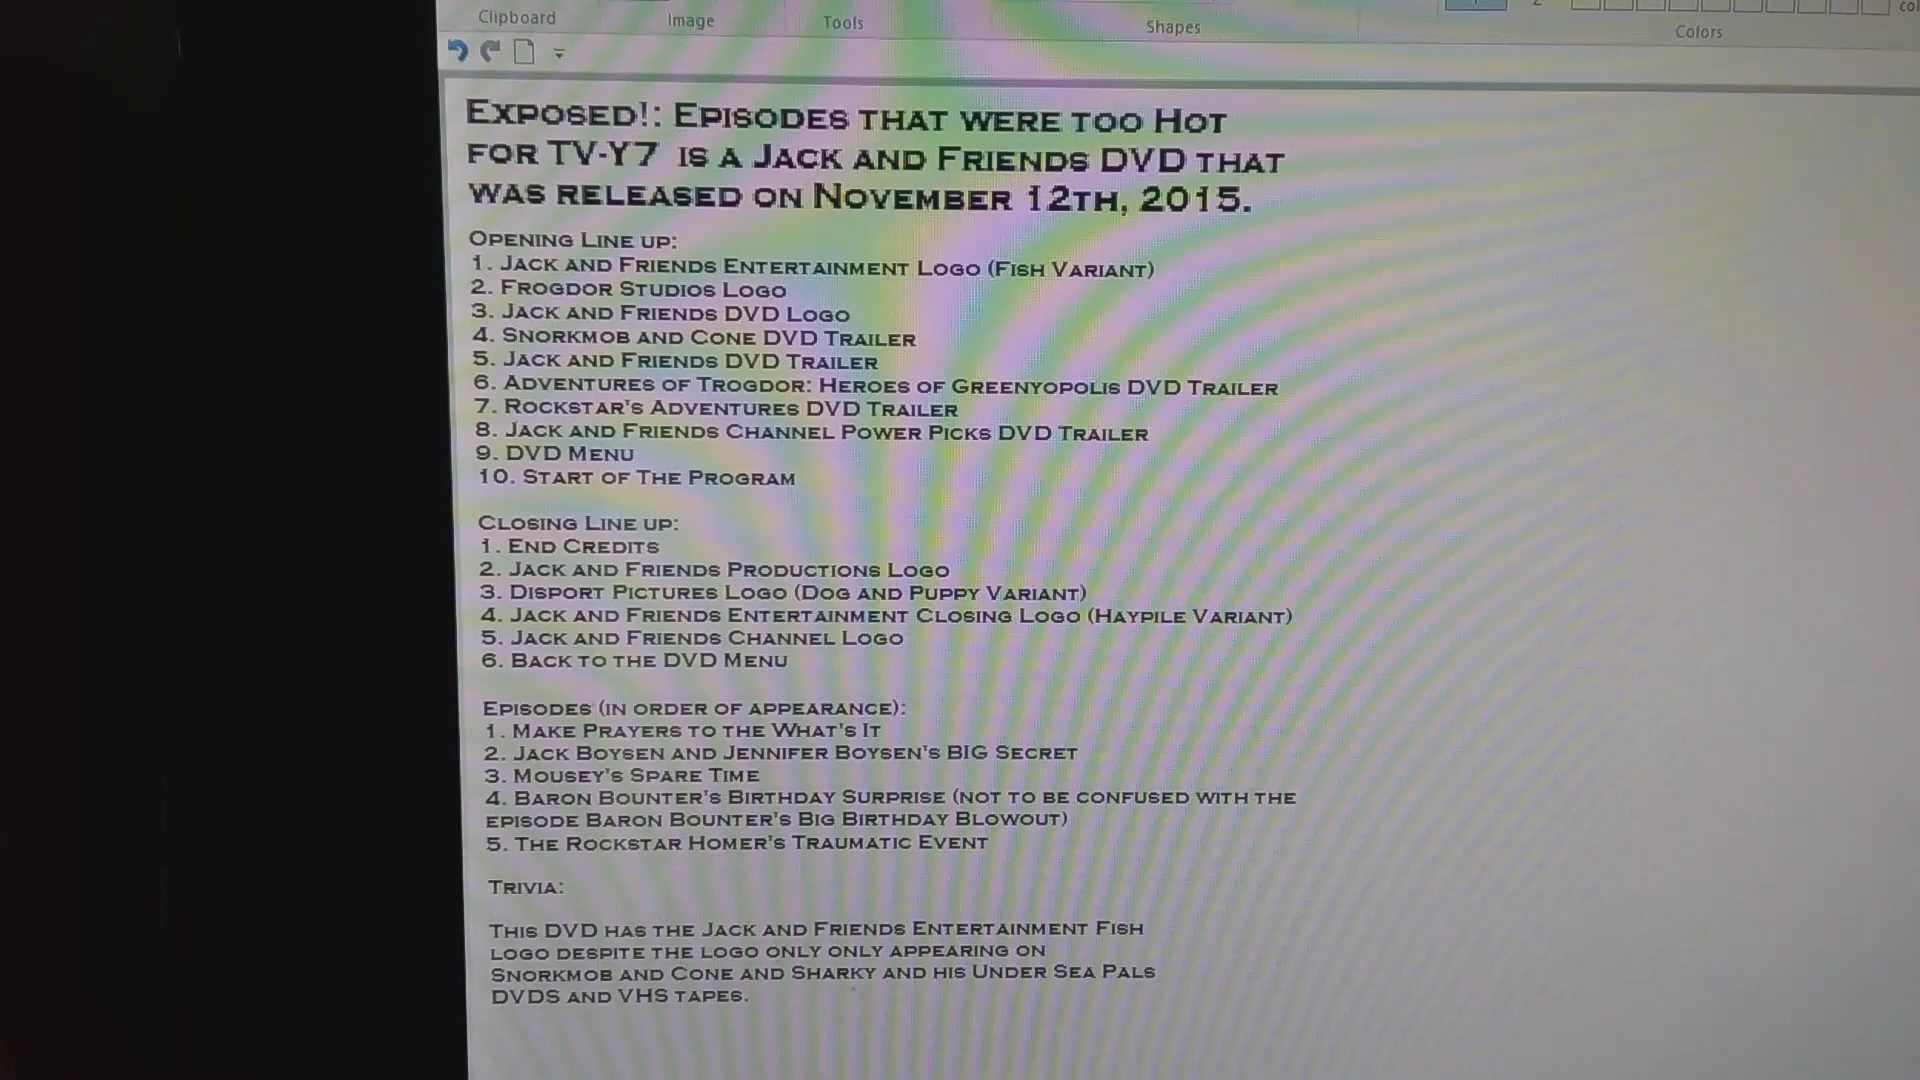 Clipboard
Image
Tools
Shapes
Colors
Exposed!: Episodes that were too Hot
for TV-Y7 is a Jack and Friends DVD that
was released on November 12th, 2015.
Opening Line up:
1. Jack and Friends Entertainment Logo (Fish Variant)
2. Frogdor Studios Logo
3. Jack and Friends DVD Logo
4. Snorkmob and Cone DVD Trailer
5. Jack and Friends DVD Trailer
6. Adventures of Trogdor: Heroes of Greenyopolis DVD Trailer
7. Rockstar's Adventures DVD Trailer
8. Jack and Friends Channel Power Picks DVD Trailer
9. DVD Menu
10. Start of The Program
Closing Line up:
1. End Credits
2. Jack and Friends Productions Logo
3. Disport Pictures Logo (Dog and Puppy Variant)
4. Jack and Friends Entertainment Closing Logo (Haypile Variant)
5. Jack and Friends Channel Logo
6. Back to the DVD Menu
Episodes (in order of appearance):
1. Make Prayers to the What's It
2. Jack Boysen and Jennifer Boysen's BIG Secret
3. Mousey's Spare Time
4. Baron Bounter's Birthday Surprise (not to be confused with the
episode Baron Bounter's Big Birthday Blowout)
5. The Rockstar Homer's Traumatic Event
Trivia:
This DVD has the Jack and Friends Entertainment Fish
logo despite the logo only only appearing on
Snorkmob and Cone and Sharky and his Under Sea Pals
DVDs and VHS tapes.